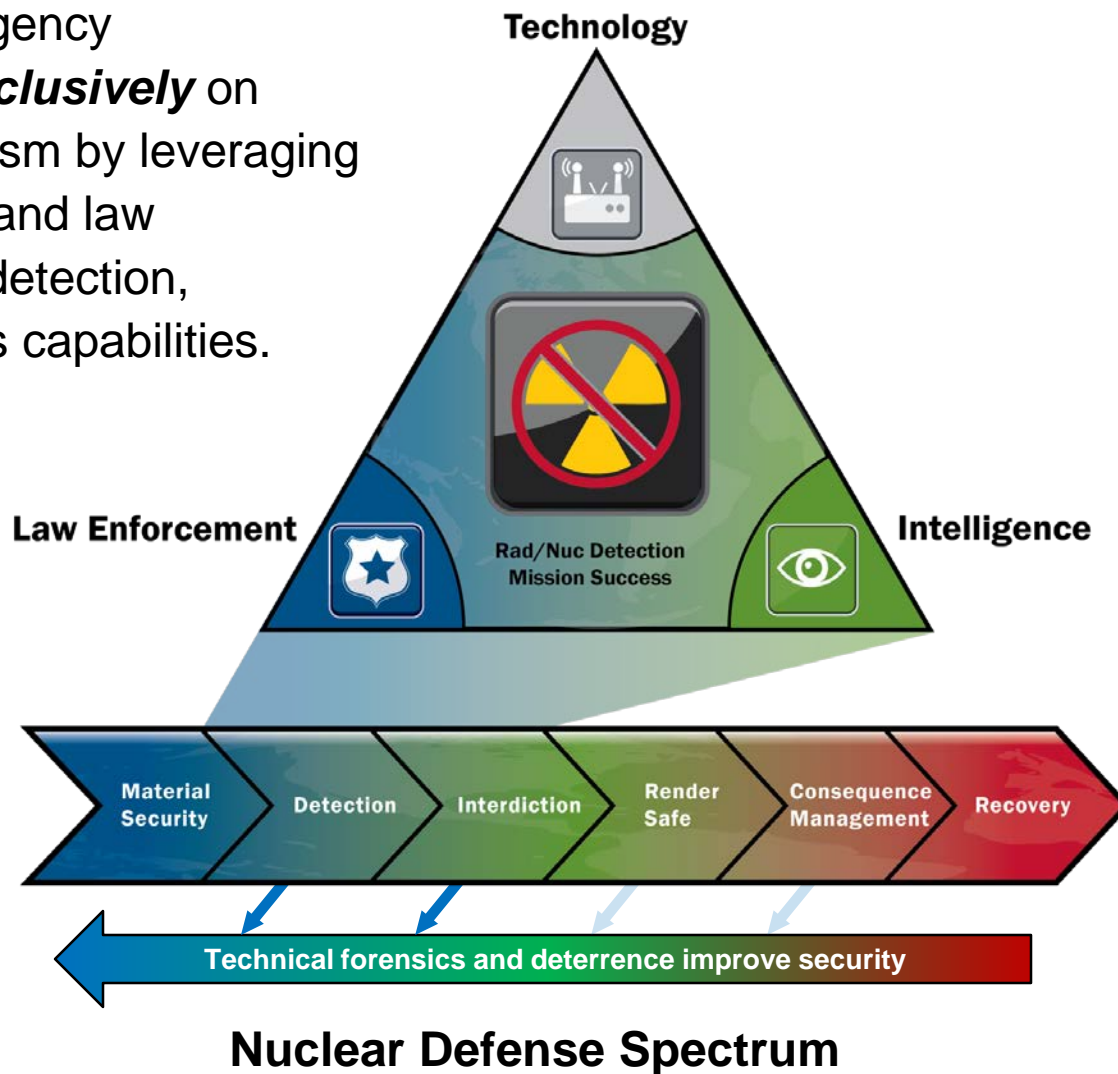 gency
clusively on
ism by leveraging
and law
detection,
s capabilities.
Technology
Law Enforcement
Intelligence
Rad/Nuc Detection
Mission Success
Material
Security
Detection
Interdiction
Render
Safe
Consequence
Management
Recovery
Technical forensics and deterrence improve security
Nuclear Defense Spectrum